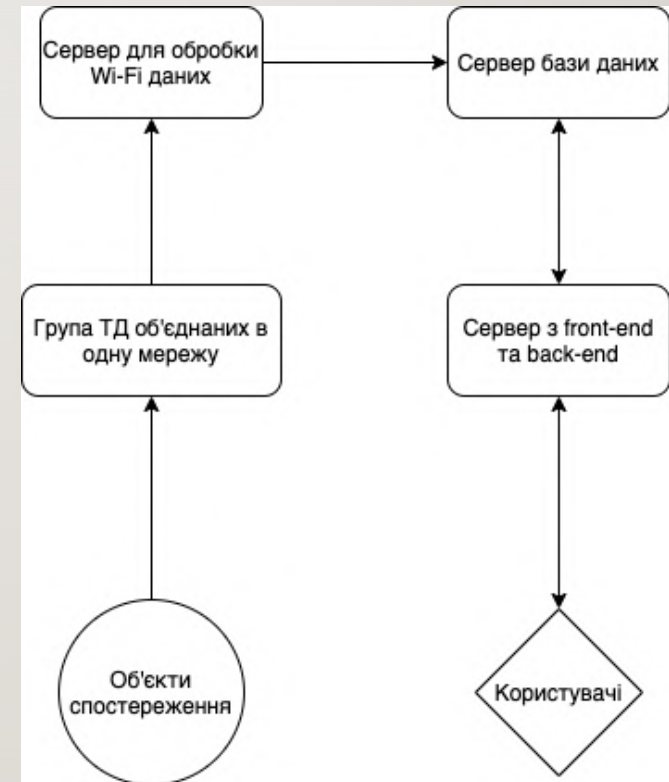 Сервер для обробки
Wi-Fi даних
Сервер бази даних
Група ТД об'єднаних в
одну мережу
Сервер з front-end
та back-end
Об'єкти
спостереження
Користувачі